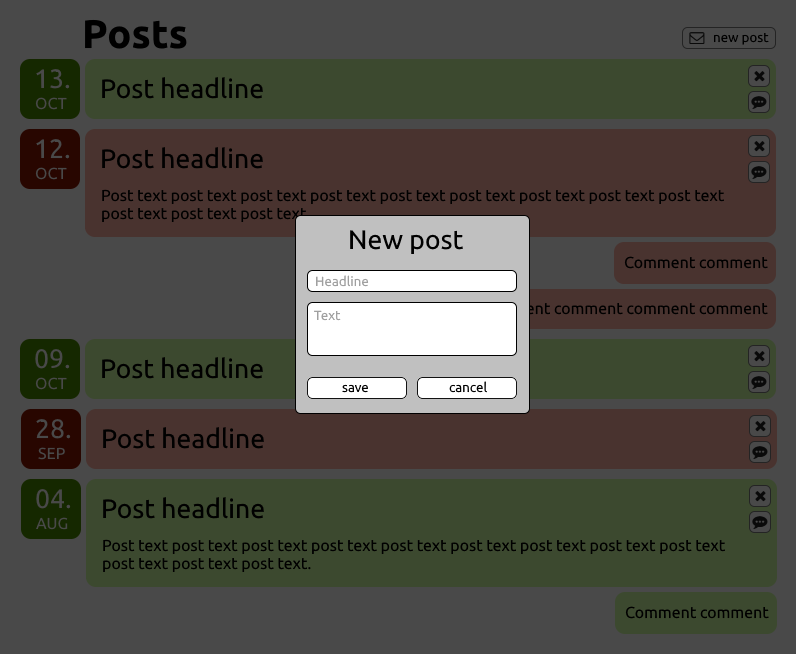 Posts
new post
13.
OCT
Post headline
12.
OCT
Post headline
Post text post text post text post text post text post text post text post text post text
post text post text post text
New post
Headline
Text
save
cancel
Comment comment
comment comment comment
09.
OCT
Post headline
28.
SEP
Post headline
04.
AUG
Post headline
Post text post text post text post text post text post text post text post text post text
post text post text post text.
Comment comment